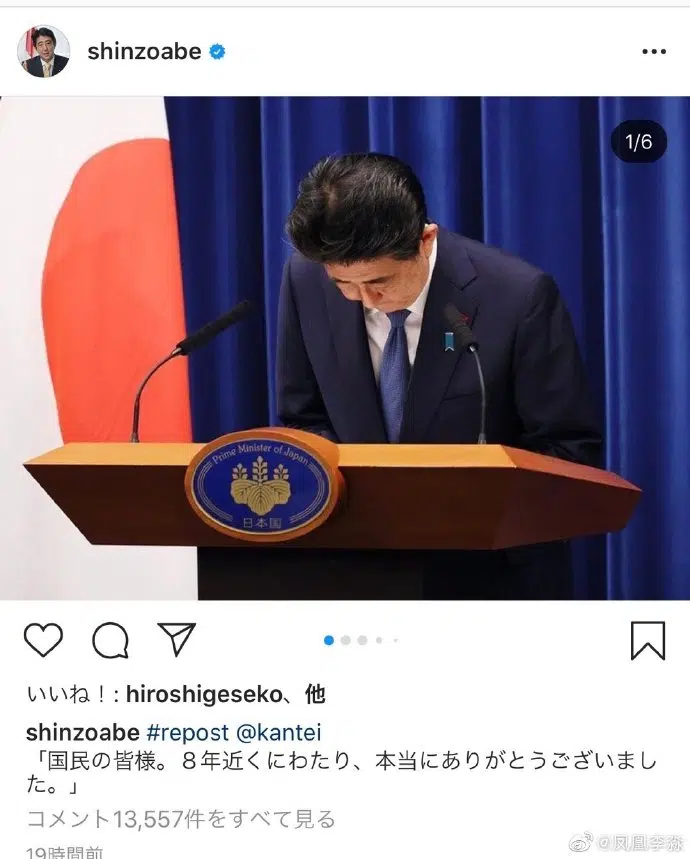 shinzoabe
1/6
Prime Minister of Japan
日本国
いいね！: hiroshigeseko、他
shinzoabe #repost @kantei
「国民の皆様。８年近くにわたり、本当にありがとうございまし
た。」
コメント13,557件をすべて見る
19時間前
@凤凰李淼